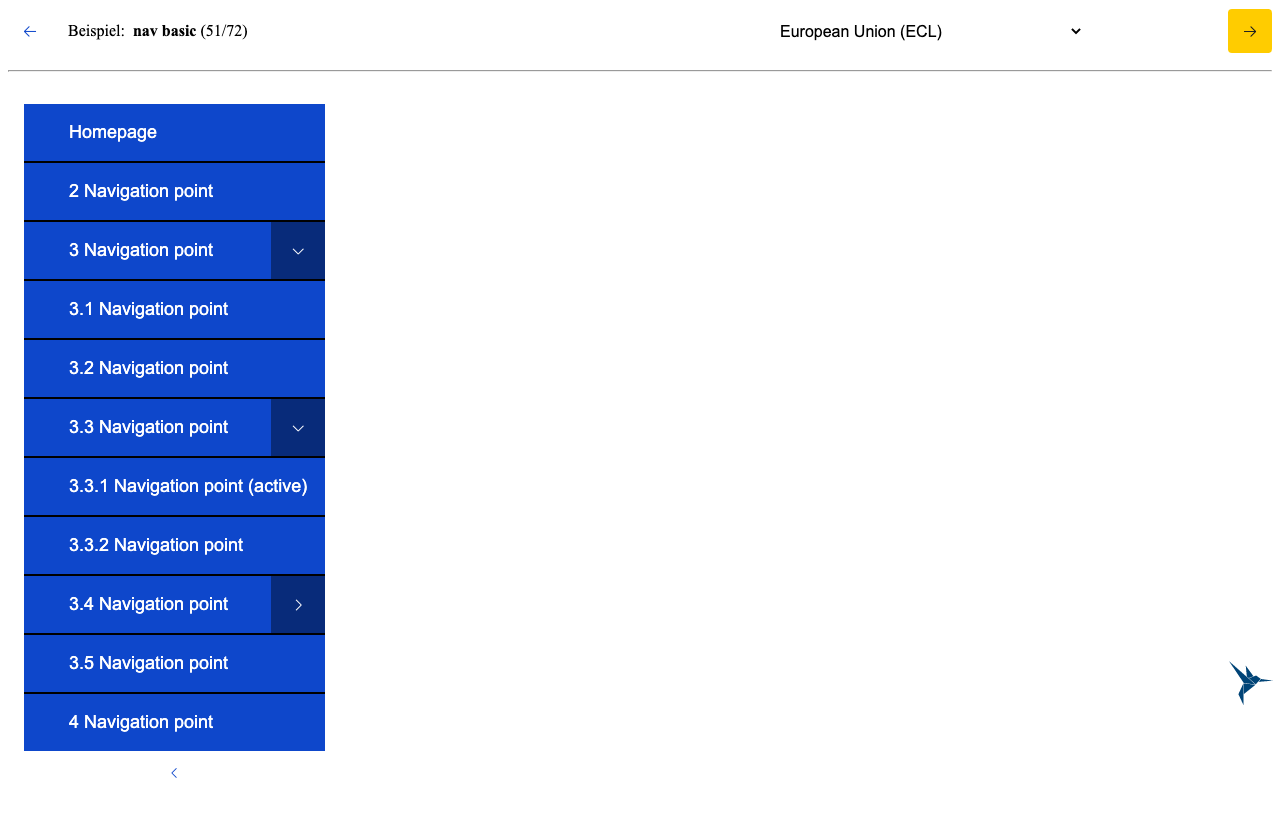 Beispiel: nav basic (51/72)
European Union (ECL)
Homepage
2 Navigation point
3 Navigation point
3.1 Navigation point
3.2 Navigation point
3.3 Navigation point
3.3.1 Navigation point (active)
3.3.2 Navigation point
3.4 Navigation point
3.5 Navigation point
4 Navigation point